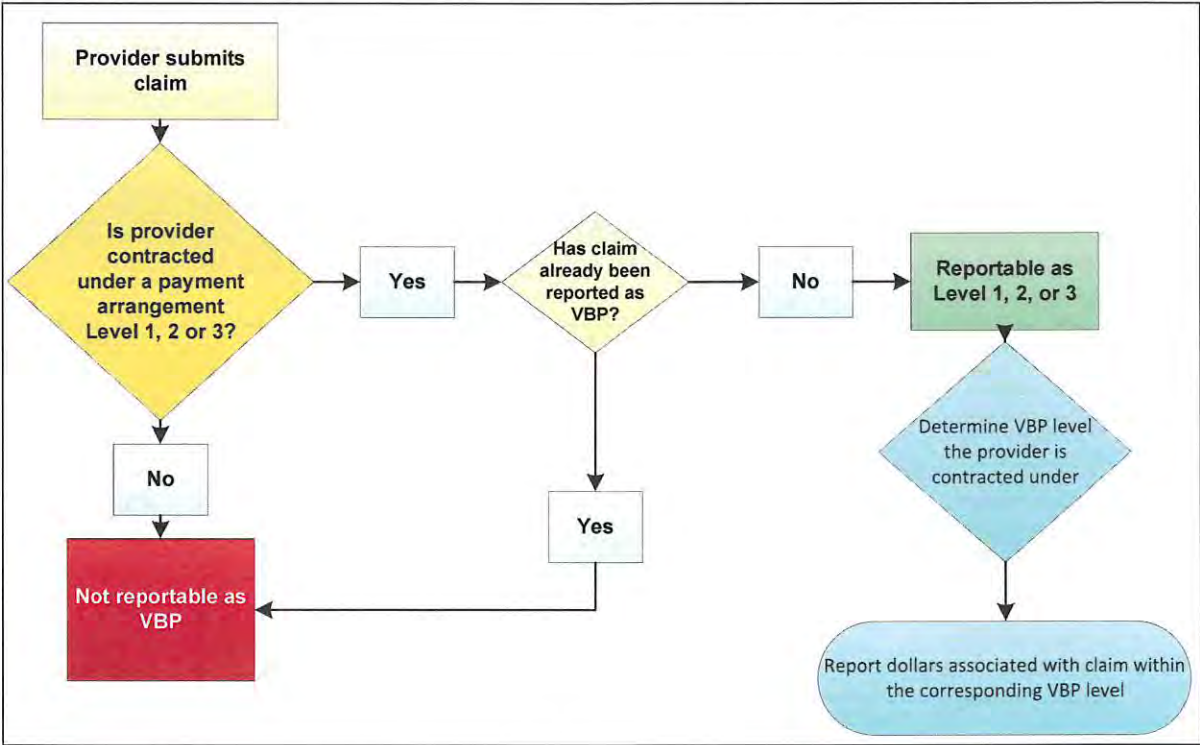 Provider submits
claim
Is provider
contracted
under a payment
arrangement
Level 1, 2 or 3?
Yes
Has claim
already been
reported as
VBP?
No
Reportable as
Level 1, 2, or 3
Determine VBP level
the provider is
contracted under
No
Yes
Not reportable as
VBP
Report dollars associated with claim within
the corresponding VBP level